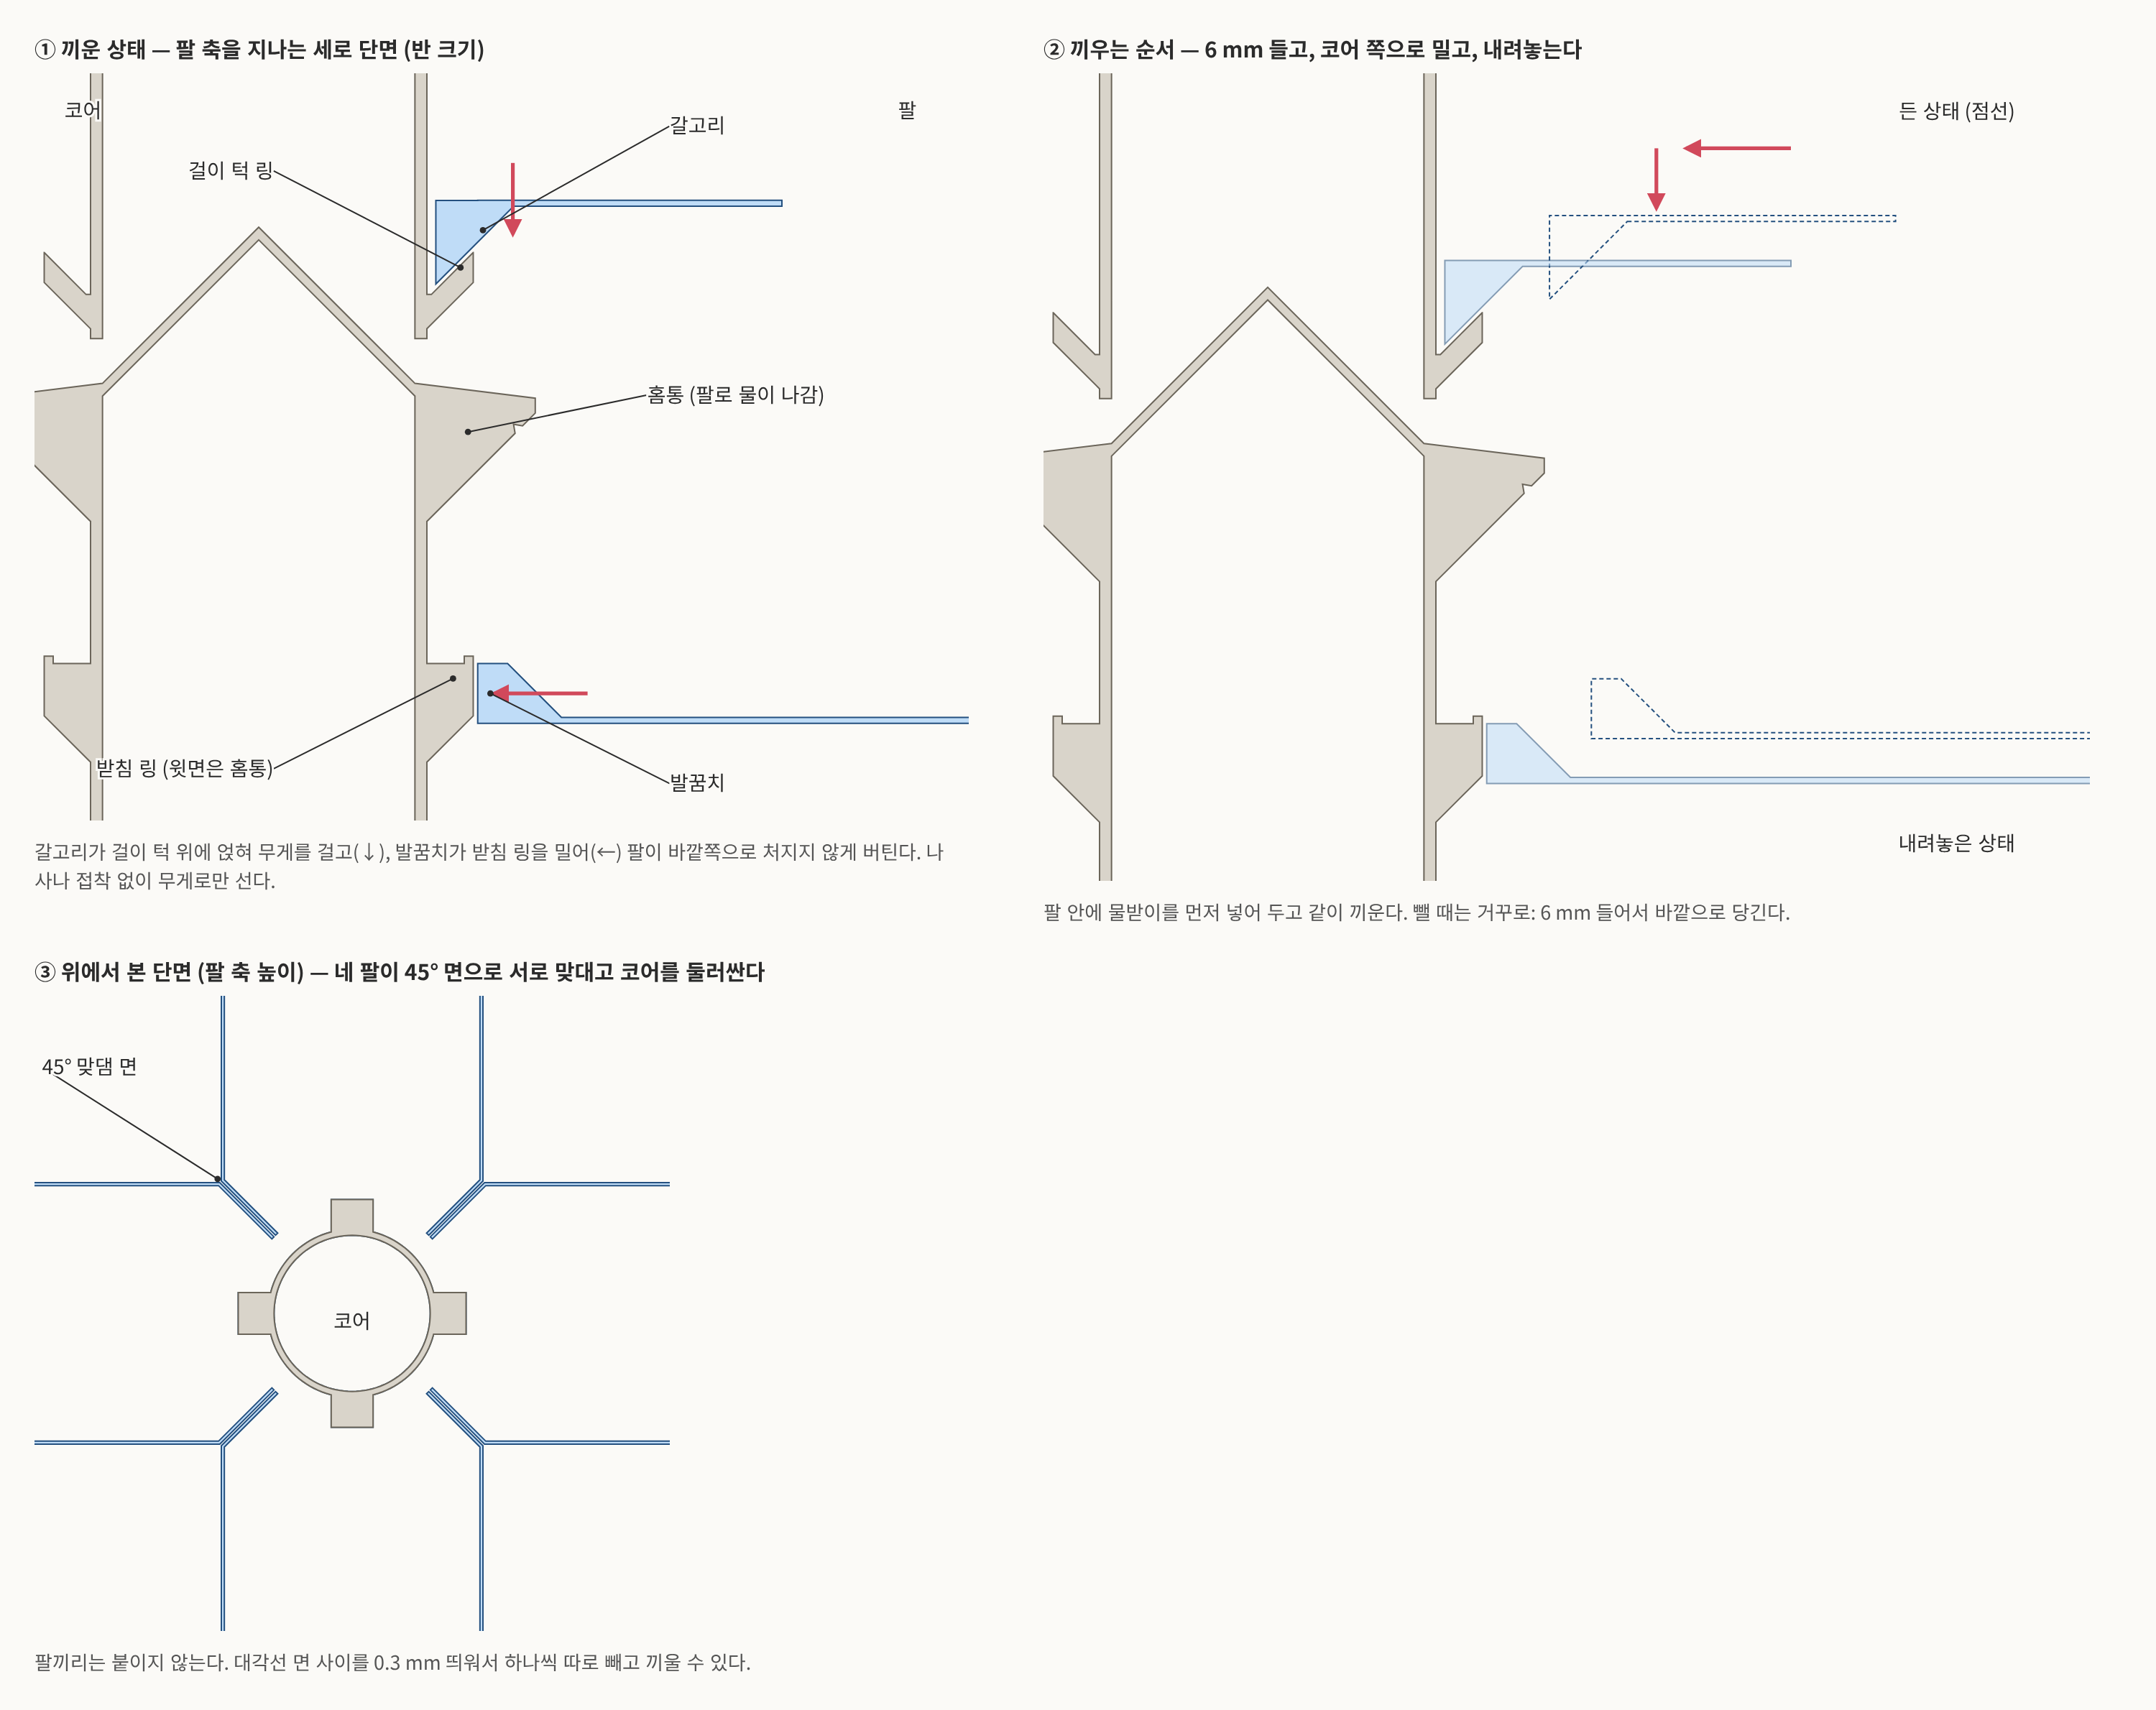 ① 끼운 상태 — 팔 축을 지나는 세로 단면 (반 크기)
코어
팔
갈고리
걸이 턱 링
홈통 (팔로 물이 나감)
받침 링 (윗면은 홈통)
발꿈치
갈고리가 걸이 턱 위에 얹혀 무게를 걸고(↓), 발꿈치가 받침 링을 밀어(←) 팔이 바깥쪽으로 처지지 않게 버틴다. 나
사나 접착 없이 무게로만 선다.
② 끼우는 순서 — 6 mm 들고, 코어 쪽으로 밀고, 내려놓는다
든 상태 (점선)
내려놓은 상태
팔 안에 물받이를 먼저 넣어 두고 같이 끼운다. 뺄 때는 거꾸로: 6 mm 들어서 바깥으로 당긴다.
③ 위에서 본 단면 (팔 축 높이) — 네 팔이 45° 면으로 서로 맞대고 코어를 둘러싼다
45° 맞댐 면
코어
팔끼리는 붙이지 않는다. 대각선 면 사이를 0.3 mm 띄워서 하나씩 따로 빼고 끼울 수 있다.